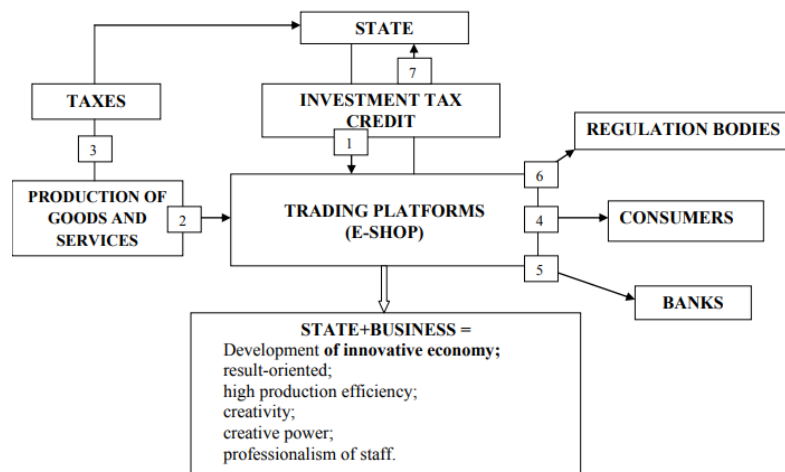 STATE
7
TAXES
INVESTMENT TAX
CREDIT
REGULATION BODIES
3
1
6
PRODUCTION OF
GOODS AND
SERVICES
2
TRADING PLATFORMS
(E-SHOP)
4
CONSUMERS
5
BANKS
STATE+BUSINESS =
Development of innovative economy;
result-oriented;
high production efficiency;
creativity;
creative power;
professionalism of staff.